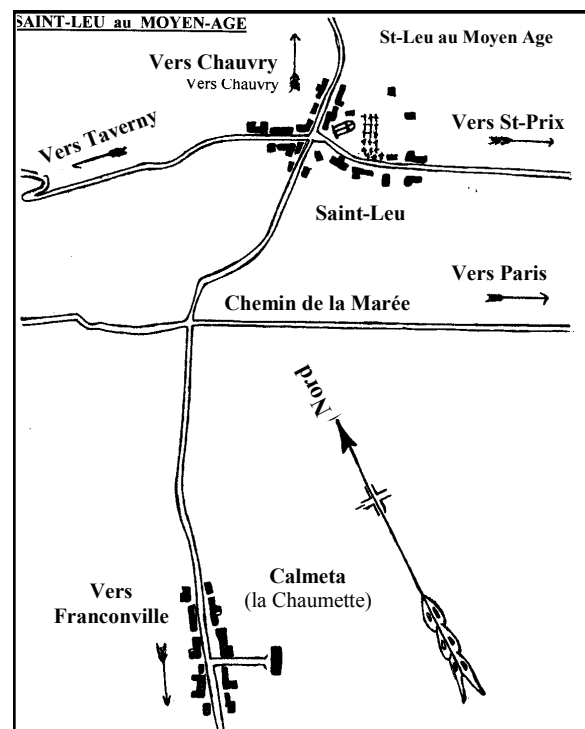 SAINT-LEU au MOYEN-AGE
St-Leu au Moyen Age
Vers Chauvry
Vers Chauvry
Vers Taverny
Vers St-Prix
Saint-Leu
Vers Paris
Chemin de la Marée
Nord
Calmeta
(la Chaumette)
Vers
Franconville